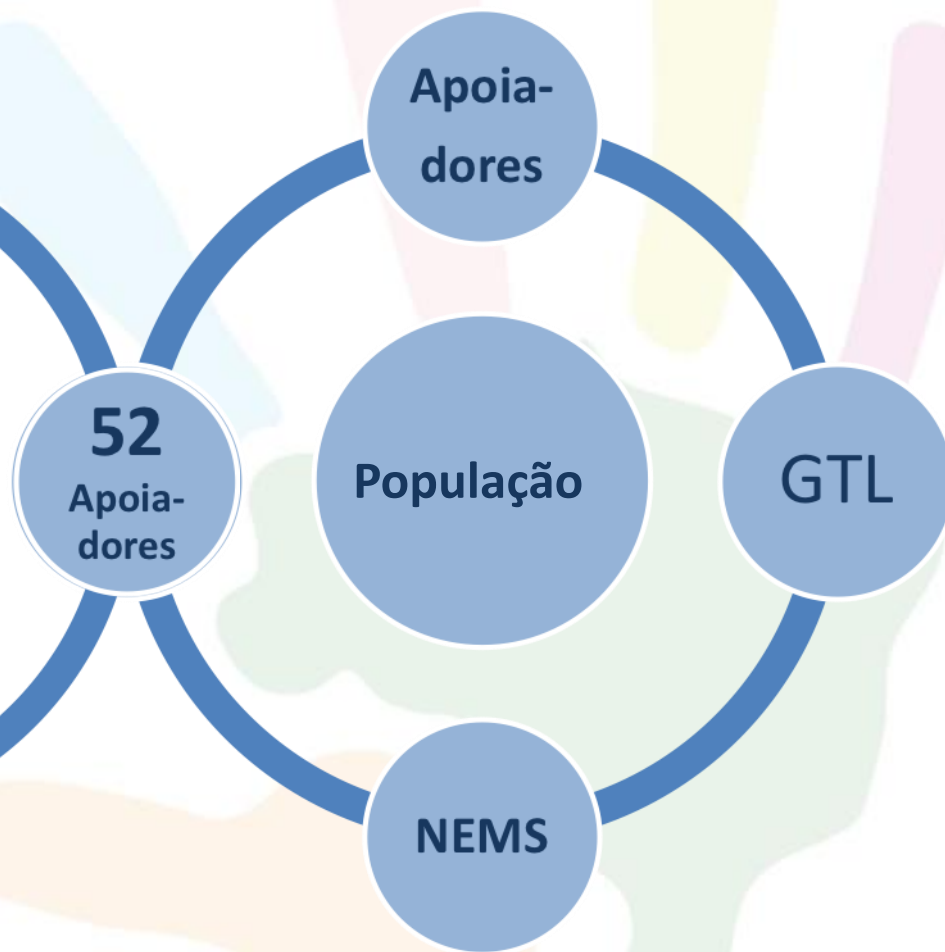 Apoia-
dores
52
Apoia-
dores
População
GTL
NEMS